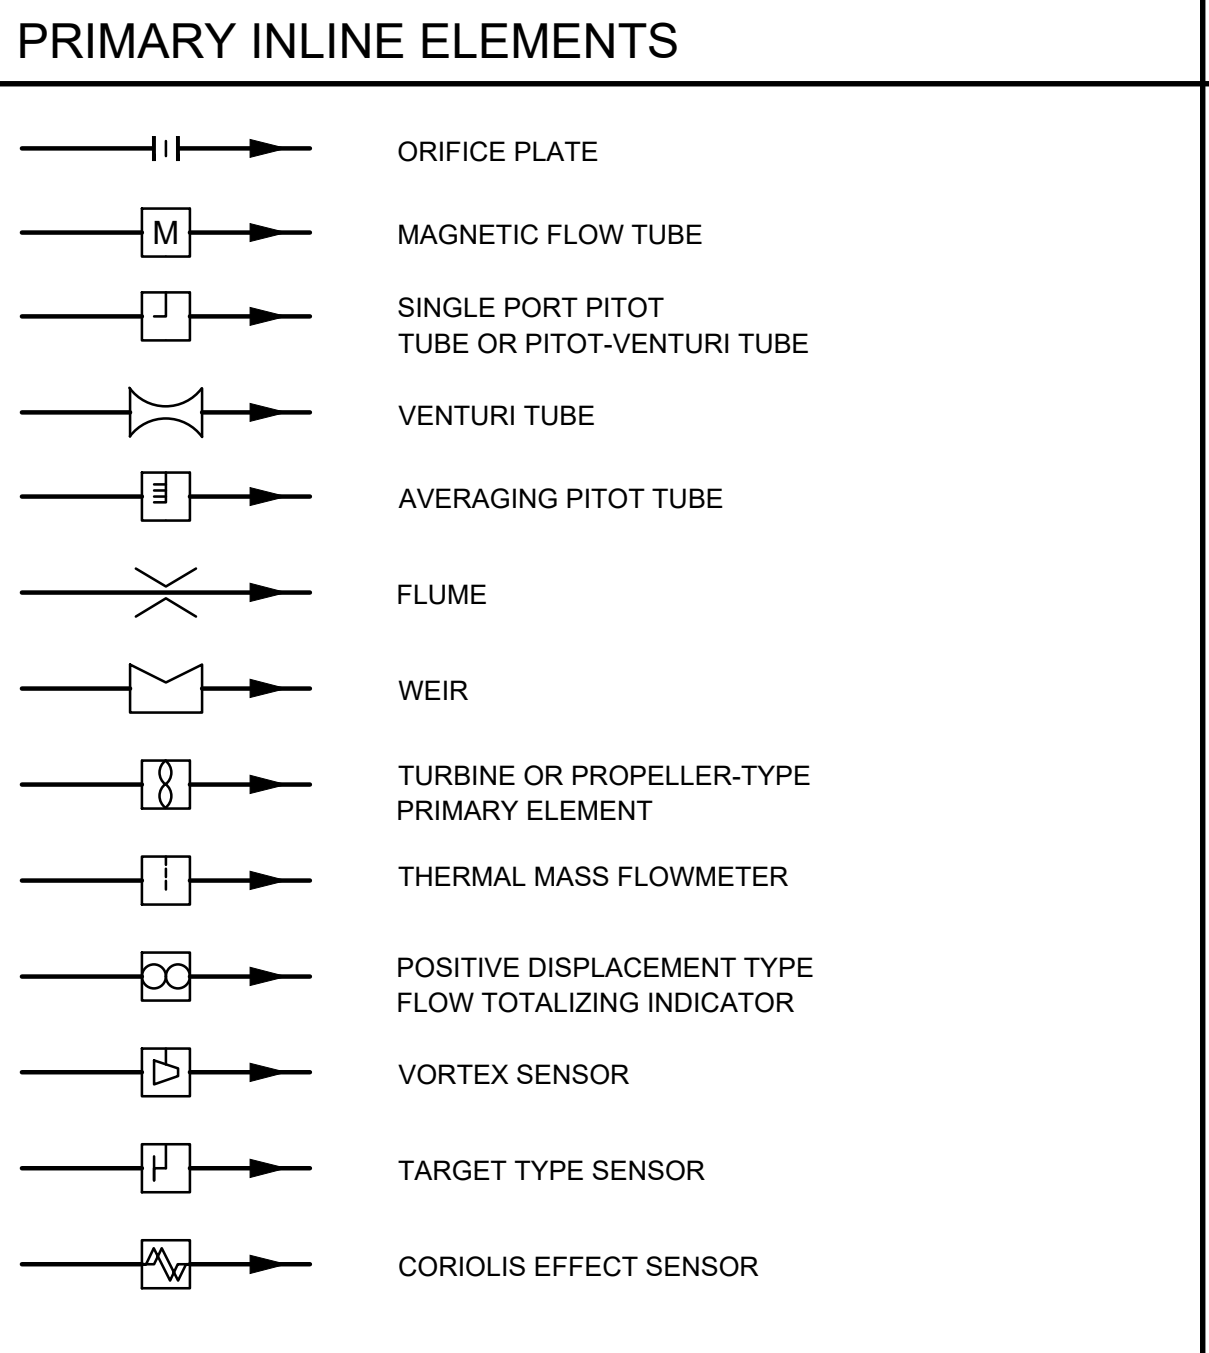 PRIMARY INLINE ELEMENTS
ORIFICE PLATE
M
MAGNETIC FLOW TUBE
SINGLE PORT PITOT
TUBE OR PITOT-VENTURI TUBE
VENTURI TUBE
AVERAGING PITOT TUBE
FLUME
WEIR
TURBINE OR PROPELLER-TYPE
PRIMARY ELEMENT
THERMAL MASS FLOWMETER
POSITIVE DISPLACEMENT TYPE
FLOW TOTALIZING INDICATOR
VORTEX SENSOR
TARGET TYPE SENSOR
CORIOLIS EFFECT SENSOR